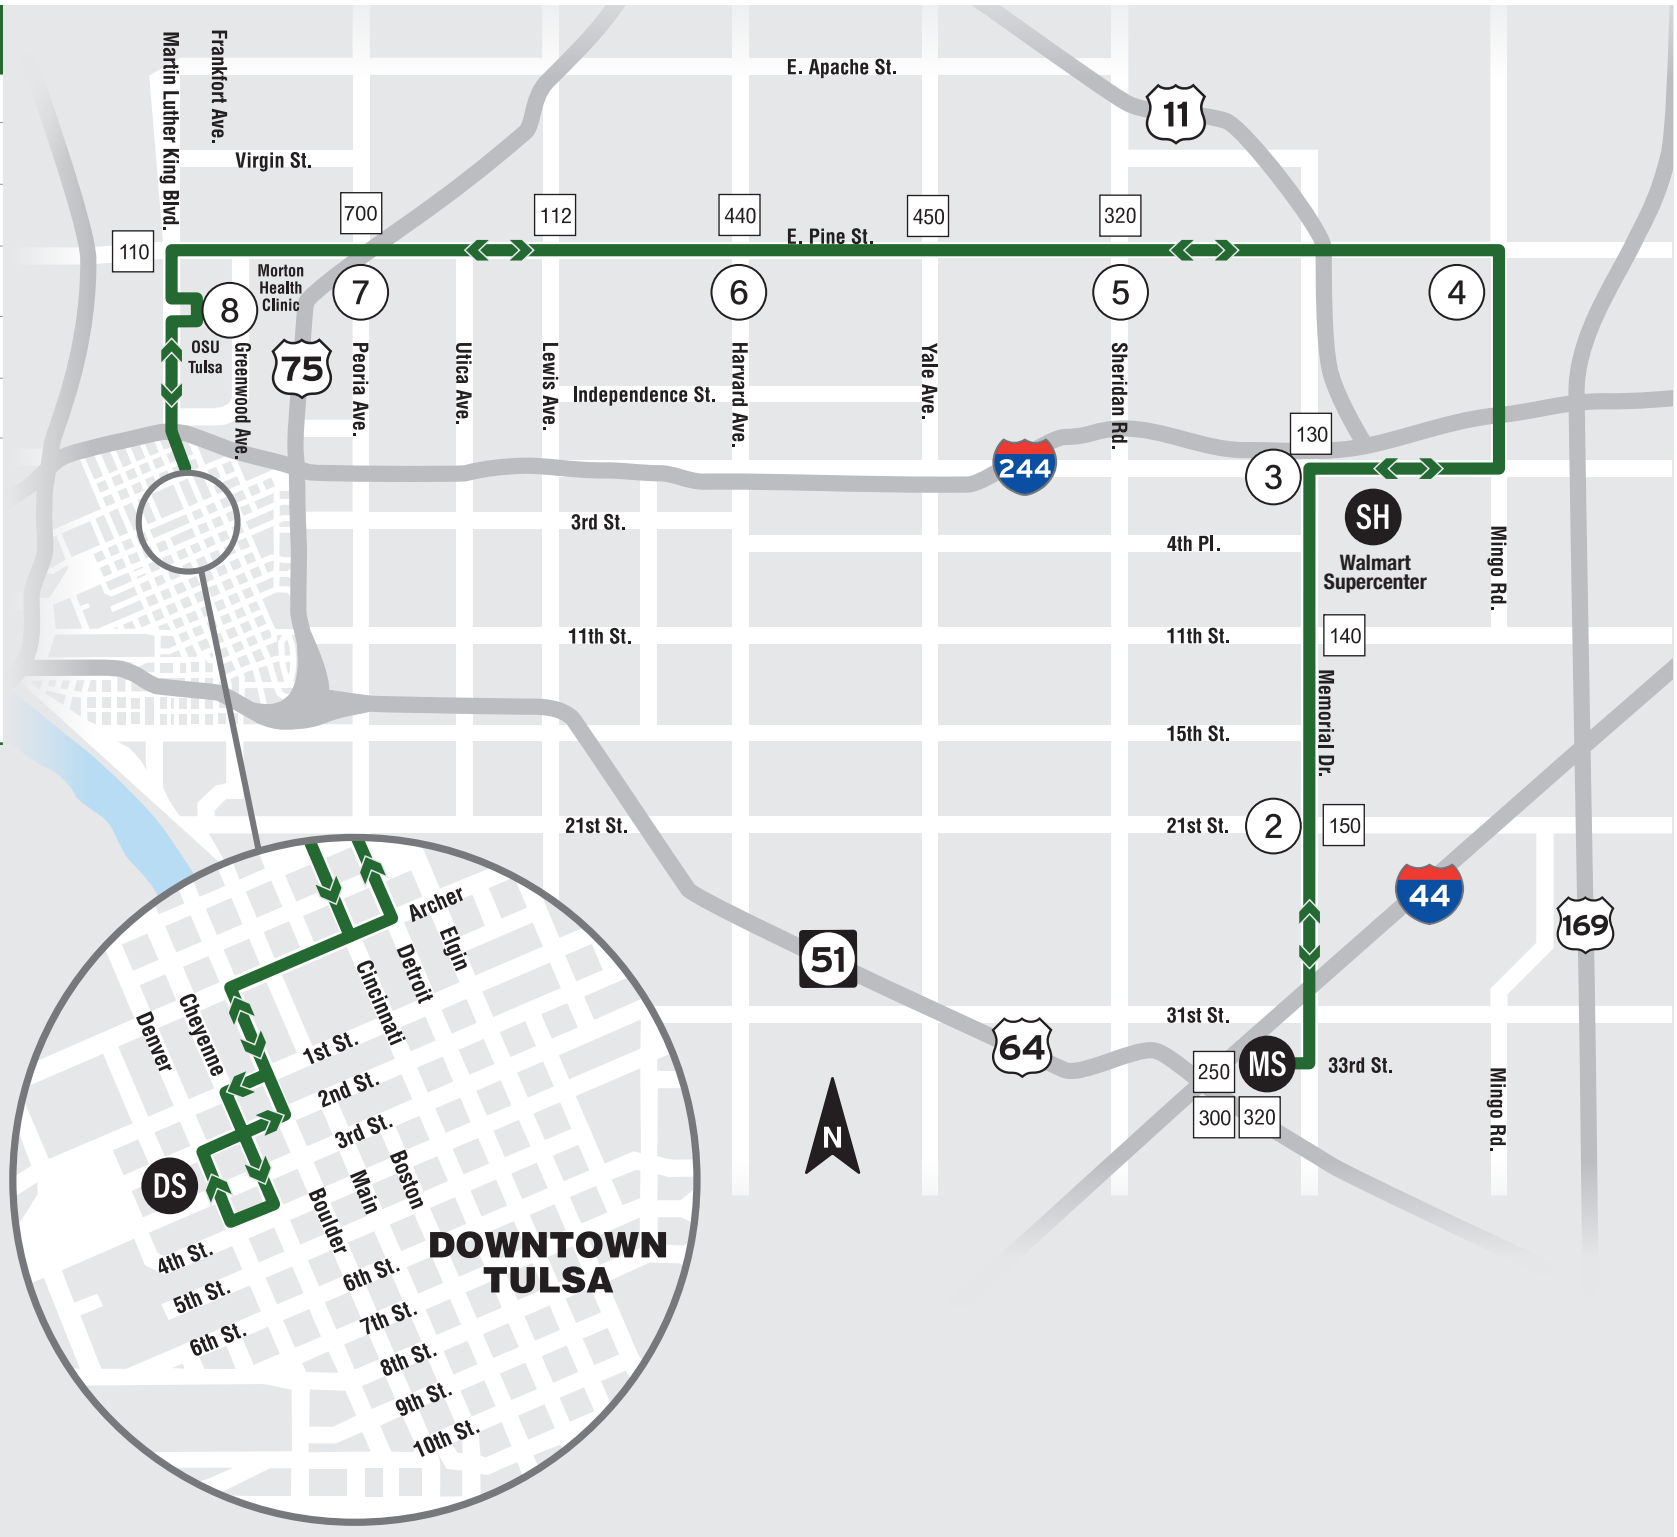 Martin Luther King Blvd.
Frankfort Ave.
E. Apache St.
11
Virgin St.
700
112
440
450
320
110
E. Pine St.
Morton
Health
Clinic
8
7
6
5
4
OSU
Tulsa
Greenwood Ave.
75
Peoria Ave.
Utica Ave.
Lewis Ave.
Independence St.
Harvard Ave.
Yale Ave.
Sheridan Rd.
130
244
3
SH
Walmart
Supercenter
3rd St.
4th Pl.
Mingo Rd.
11th St.
11th St.
140
Memorial Dr.
15th St.
21st St.
21st St.
2
150
44
169
51
31st St.
64
250
MS
33rd St.
300
320
Mingo Rd.
N
Archer
Elgin
Detroit
Cincinnati
Cheyenne
Denver
1st St.
2nd St.
3rd St.
Boston
Main
Boulder
DS
DOWNTOWN
TULSA
4th St.
5th St.
6th St.
6th St.
7th St.
8th St.
9th St.
10th St.